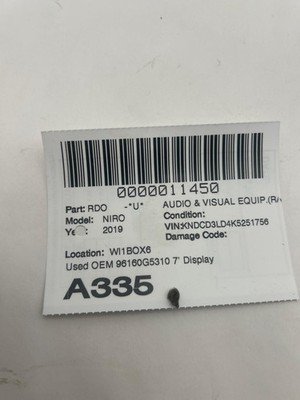 0000011450
Part: RDO -*U* AUDIO & VISUAL EQUIP.(RA
Model: NIRO Condition:
Year: 2019 VIN:KNDCD3LD4K5251756
Damage Code:
Location: WI1BOX6
Used OEM 96160G5310 7' Display
A335